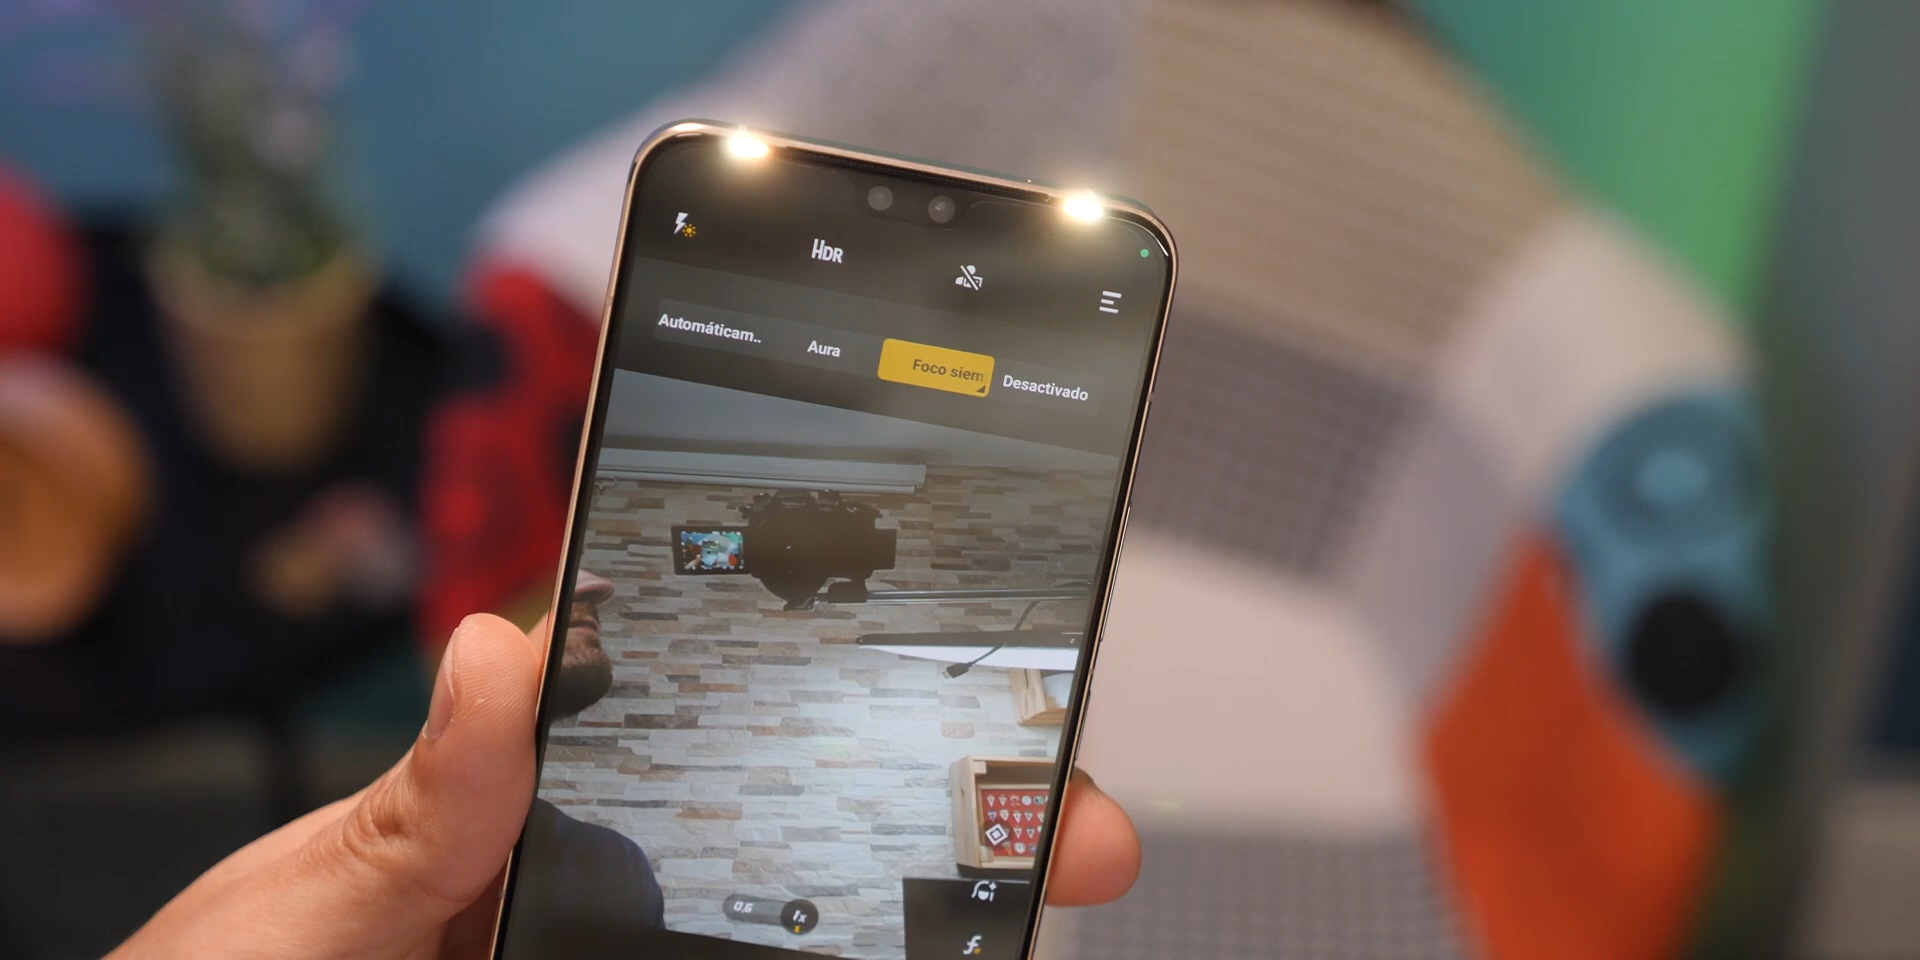 HDR
Automáticam..
Aura
Foco siem
Desactivado
0,6
1x
f